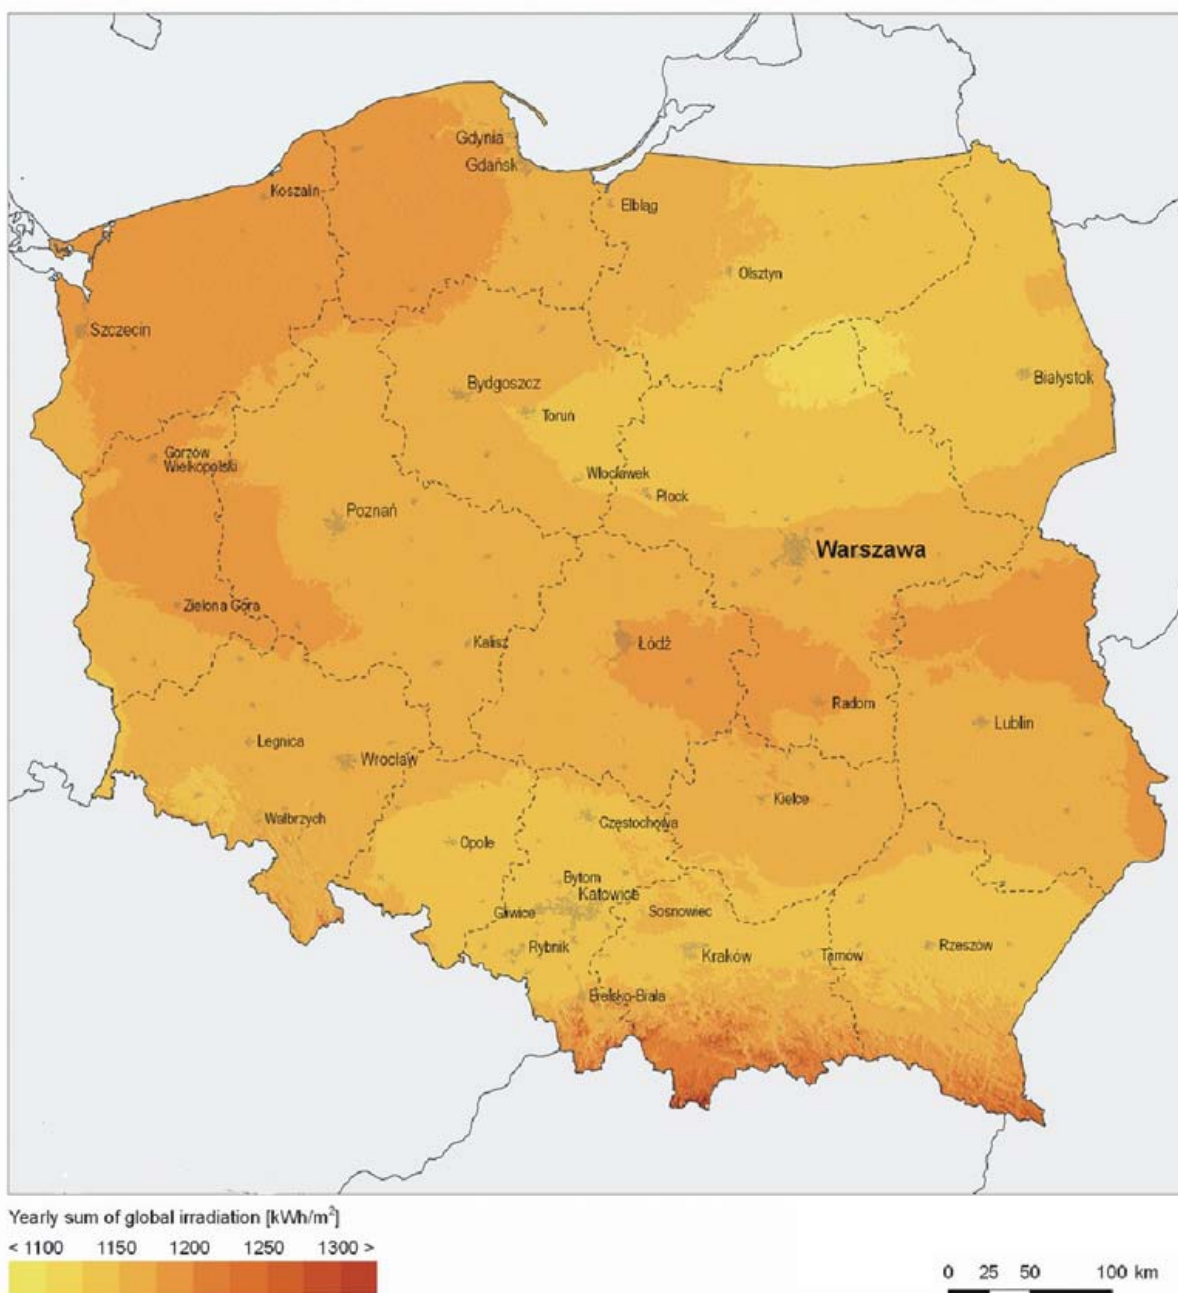 Gdynia
Gdańsk
Koszalin
Elbląg
Olsztyn
Szczecin
Białystok
Bydgoszcz
Toruń
Gorzów
Wielkopolski
Włocławek
Płock
Poznań
Warszawa
Zielona Góra
Kalisz
Łódź
Radom
Lublin
Legnica
Wrocław
Kielce
Wałbrzych
Częstochowa
Opole
Bytom
Katowice
Gliwice
Sosnowiec
Rybnik
Kraków
Tarnów
Rzeszów
Bielsko-Biała
Yearly sum of global irradiation [kWh/m²]
< 1100 1150 1200 1250 1300 >
0 25 50 100 km